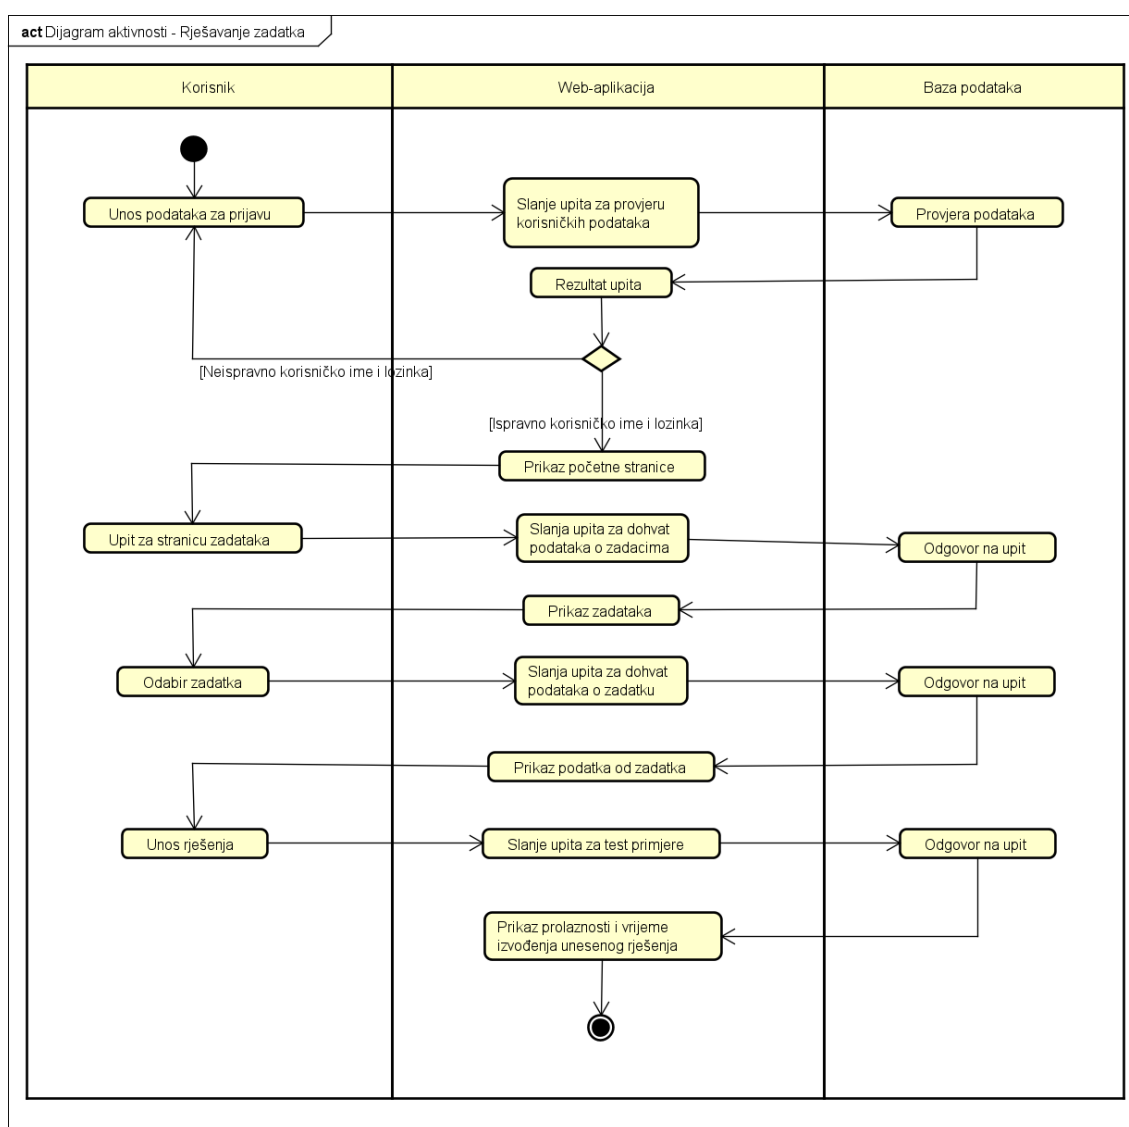 act Dijagram aktivnosti - Rješavanje zadatka
Korisnik
Web-aplikacija
Baza podataka
Unos podataka za prijavu
Slanje upita za provjeru
korisničkih podataka
Provjera podataka
Rezultat upita
[Neispravno korisničko ime i lozinka]
[Ispravno korisničko ime i lozinka]
Prikaz početne stranice
Upit za stranicu zadataka
Slanja upita za dohvat
podataka o zadacima
Odgovor na upit
Prikaz zadataka
Odabir zadatka
Slanja upita za dohvat
podataka o zadatku
Odgovor na upit
Prikaz podatka od zadatka
Unos rješenja
Slanje upita za test primjere
Odgovor na upit
Prikaz prolaznosti i vrijeme
izvođenja unesenog rješenja